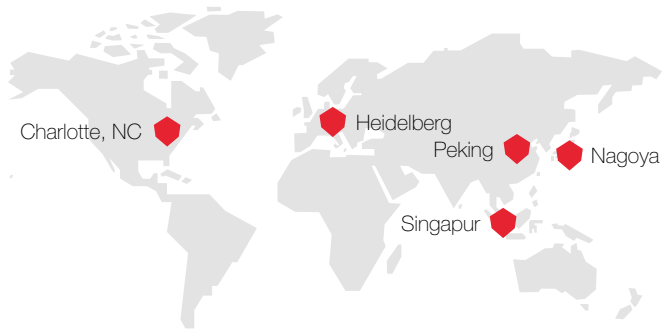 Charlotte, NC
Heidelberg
Peking
Nagoya
Singapur